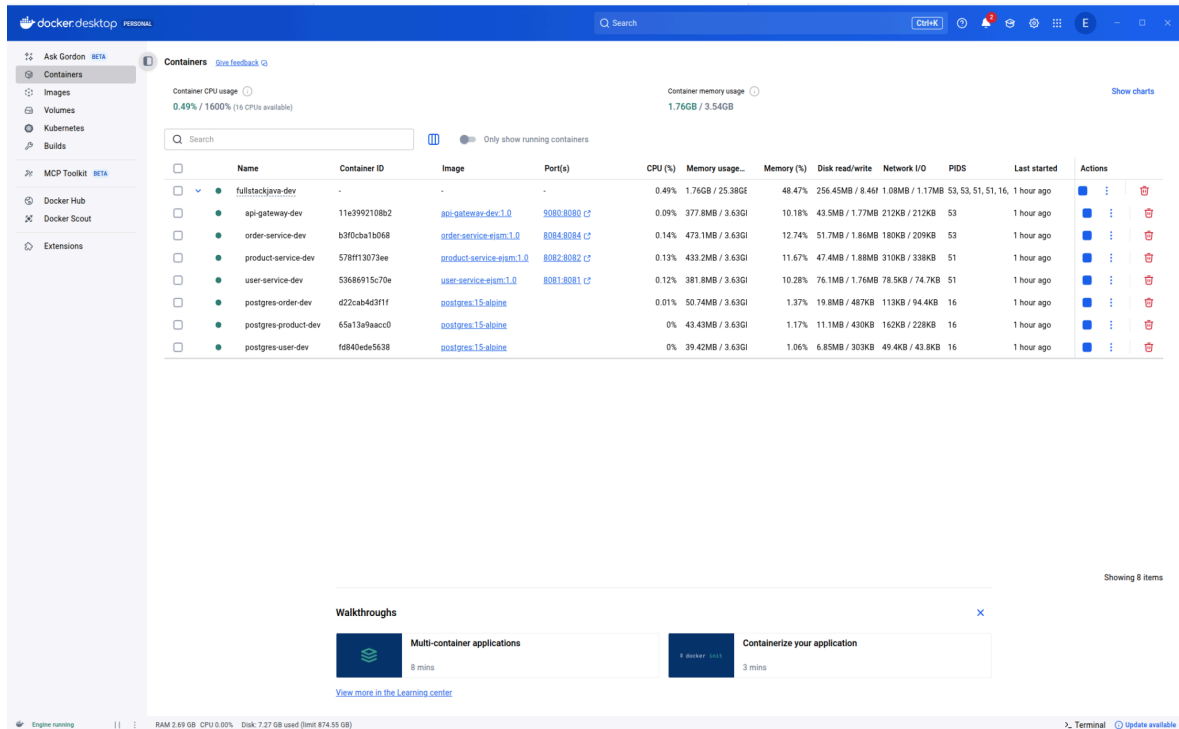 docker.desktop PERSONAL
Search
Ctrl+K
2
E
Ask Gordon BETA
Containers
Images
Volumes
Kubernetes
Builds
MCP Toolkit BETA
Docker Hub
Docker Scout
Extensions
Containers Give feedback
Container CPU usage
0.49% / 1600% (16 CPUs available)
Container memory usage
1.76GB / 3.54GB
Show charts
Search
Only show running containers
Name Container ID Image Port(s) CPU (%) Memory usage... Memory (%) Disk read/write Network I/O PIDS Last started Actions
fullstackjava-dev - - - 0.49% 1.76GB / 25.38GE 48.47% 256.45MB / 8.46M 1.08MB / 1.17MB 53, 53, 51, 51, 16, 1 hour ago
api-gateway-dev 11e3992108b2 api-gateway-dev:1.0 9080:8080 0.09% 377.8MB / 3.63GI 10.18% 43.5MB / 1.77MB 212KB / 212KB 53 1 hour ago
order-service-dev b3f0cba1b068 order-service-ejsm:1.0 8084:8084 0.14% 473.1MB / 3.63GI 12.74% 51.7MB / 1.86MB 180KB / 209KB 53 1 hour ago
product-service-dev 578ff13073ee product-service-ejsm:1.0 8082:8082 0.13% 433.2MB / 3.63GI 11.67% 47.4MB / 1.88MB 310KB / 338KB 51 1 hour ago
user-service-dev 53686915c70e user-service-ejsm:1.0 8081:8081 0.12% 381.8MB / 3.63GI 10.28% 76.1MB / 1.76MB 78.5KB / 74.7KB 51 1 hour ago
postgres-order-dev d22cab4d3f1f postgres:15-alpine 0.01% 50.74MB / 3.63GI 1.37% 19.8MB / 487KB 113KB / 94.4KB 16 1 hour ago
postgres-product-dev 65a13a9aacc0 postgres:15-alpine 0% 43.43MB / 3.63GI 1.17% 11.1MB / 430KB 162KB / 228KB 16 1 hour ago
postgres-user-dev fd840ede5638 postgres:15-alpine 0% 39.42MB / 3.63GI 1.06% 6.85MB / 303KB 49.4KB / 43.8KB 16 1 hour ago
Showing 8 items
Walkthroughs
Multi-container applications
8 mins
$ docker init
Containerize your application
3 mins
View more in the Learning center
Engine running
RAM 2.69 GB CPU 0.00% Disk: 7.27 GB used (limit 874.55 GB)
>_ Terminal
Update available